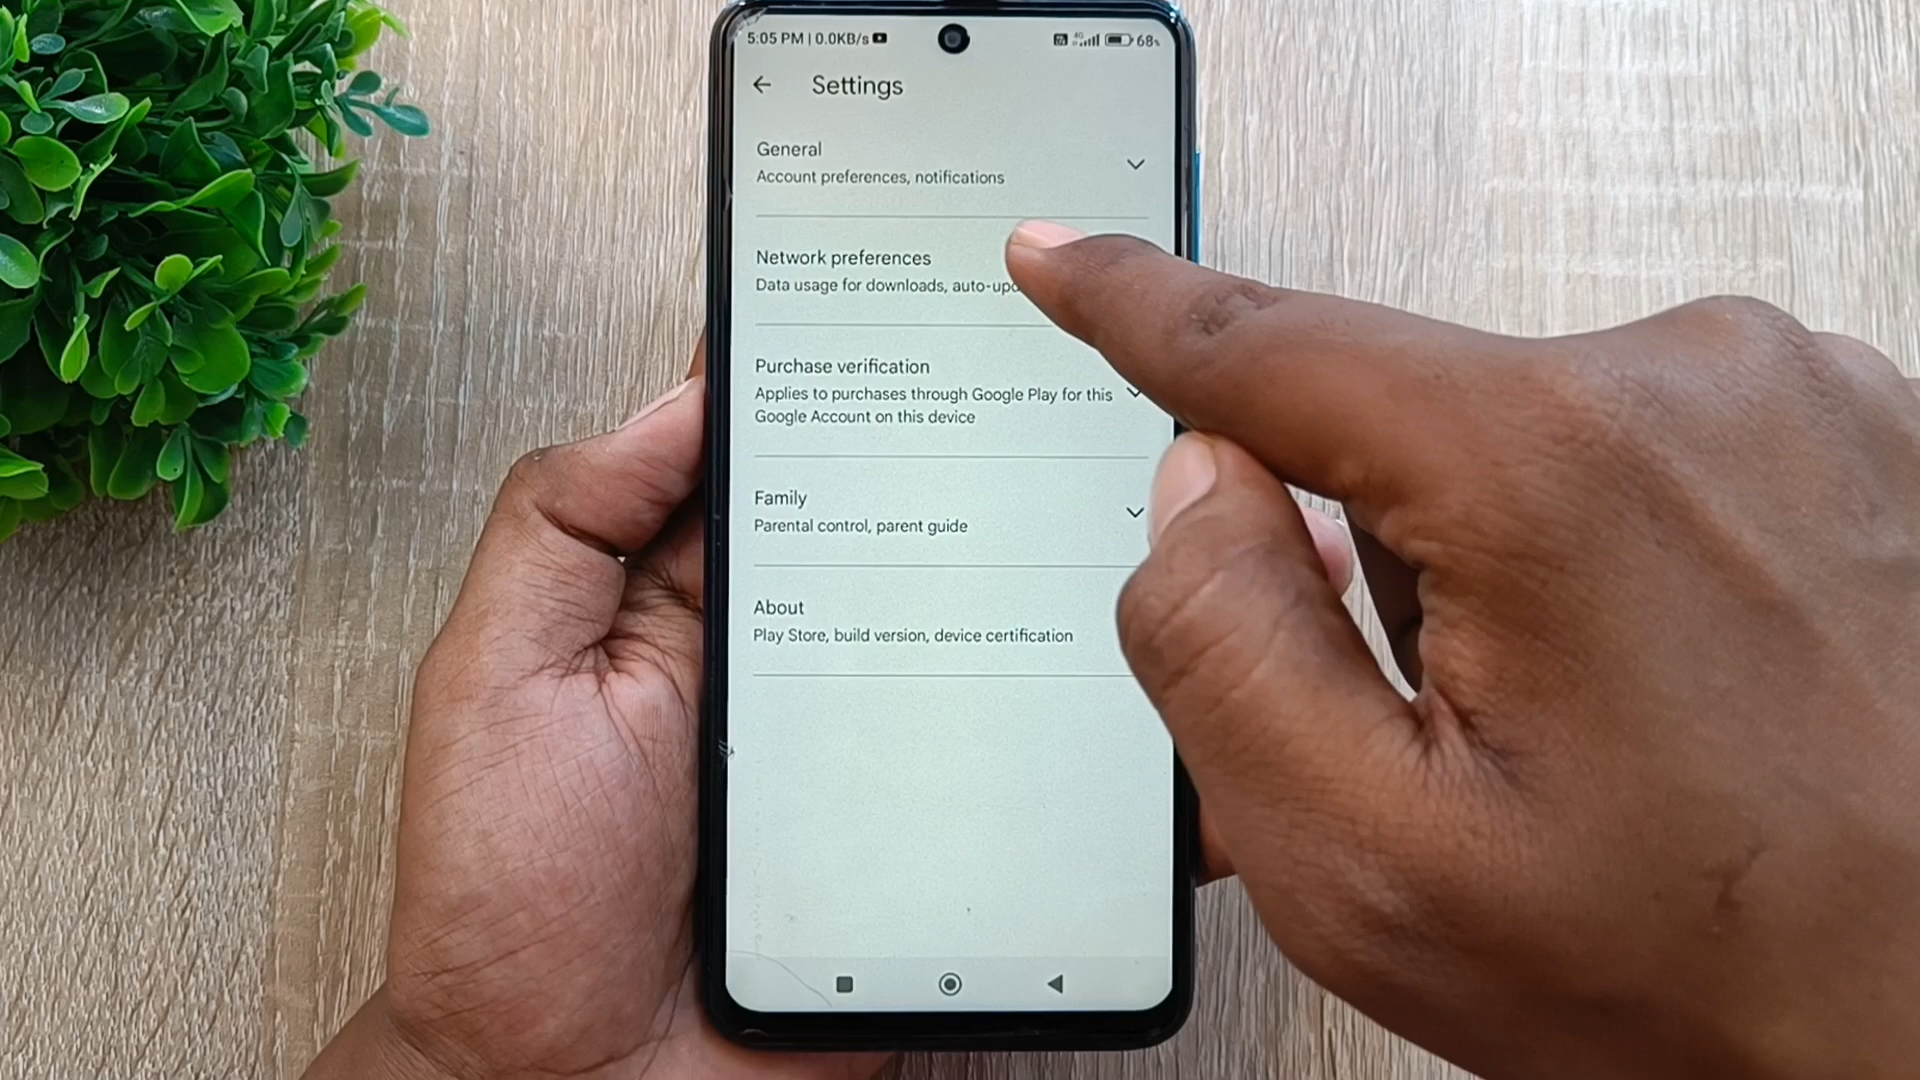 5:05 PM | 0.0KB/s
4G
68%
Settings
General
Account preferences, notifications
Network preferences
Data usage for downloads,
Purchase verification
Applies to purchases through Google Play for this
Google Account on this device
Family
Parental control, parent guide
About
Play Store, build version, device certification